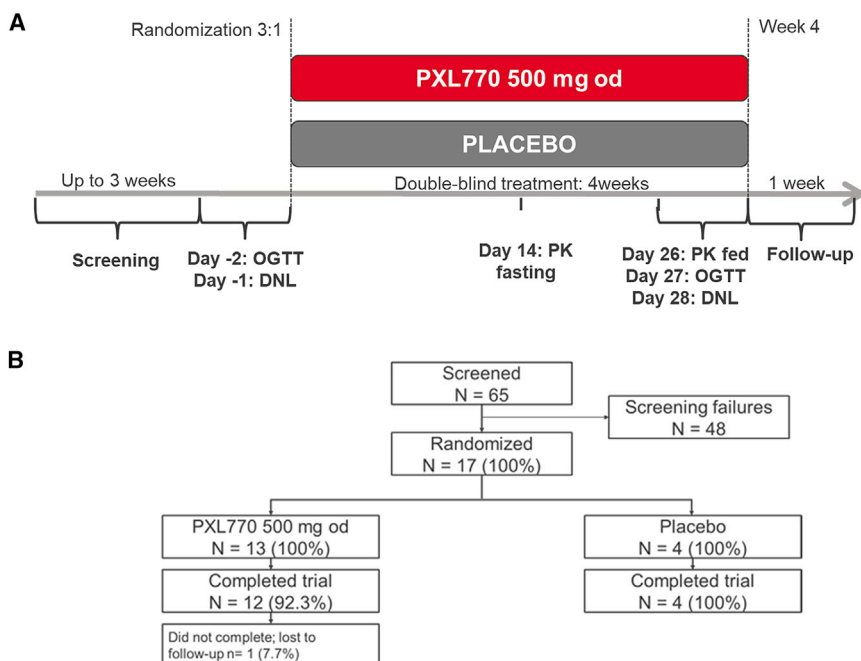 A
Randomization 3:1
Week 4
PXL770 500 mg od
PLACEBO
Up to 3 weeks
Double-blind treatment: 4weeks
1 week
Screening
Day -2: OGTT
Day -1: DNL
Day 14: PK
fasting
Day 26: PK fed
Day 27: OGTT
Day 28: DNL
Follow-up
B
Screened
N = 65
Screening failures
N = 48
Randomized
N = 17 (100%)
PXL770 500 mg od
N = 13 (100%)
Placebo
N = 4 (100%)
Completed trial
N = 12 (92.3%)
Completed trial
N = 4 (100%)
Did not complete; lost to
follow-up n= 1 (7.7%)